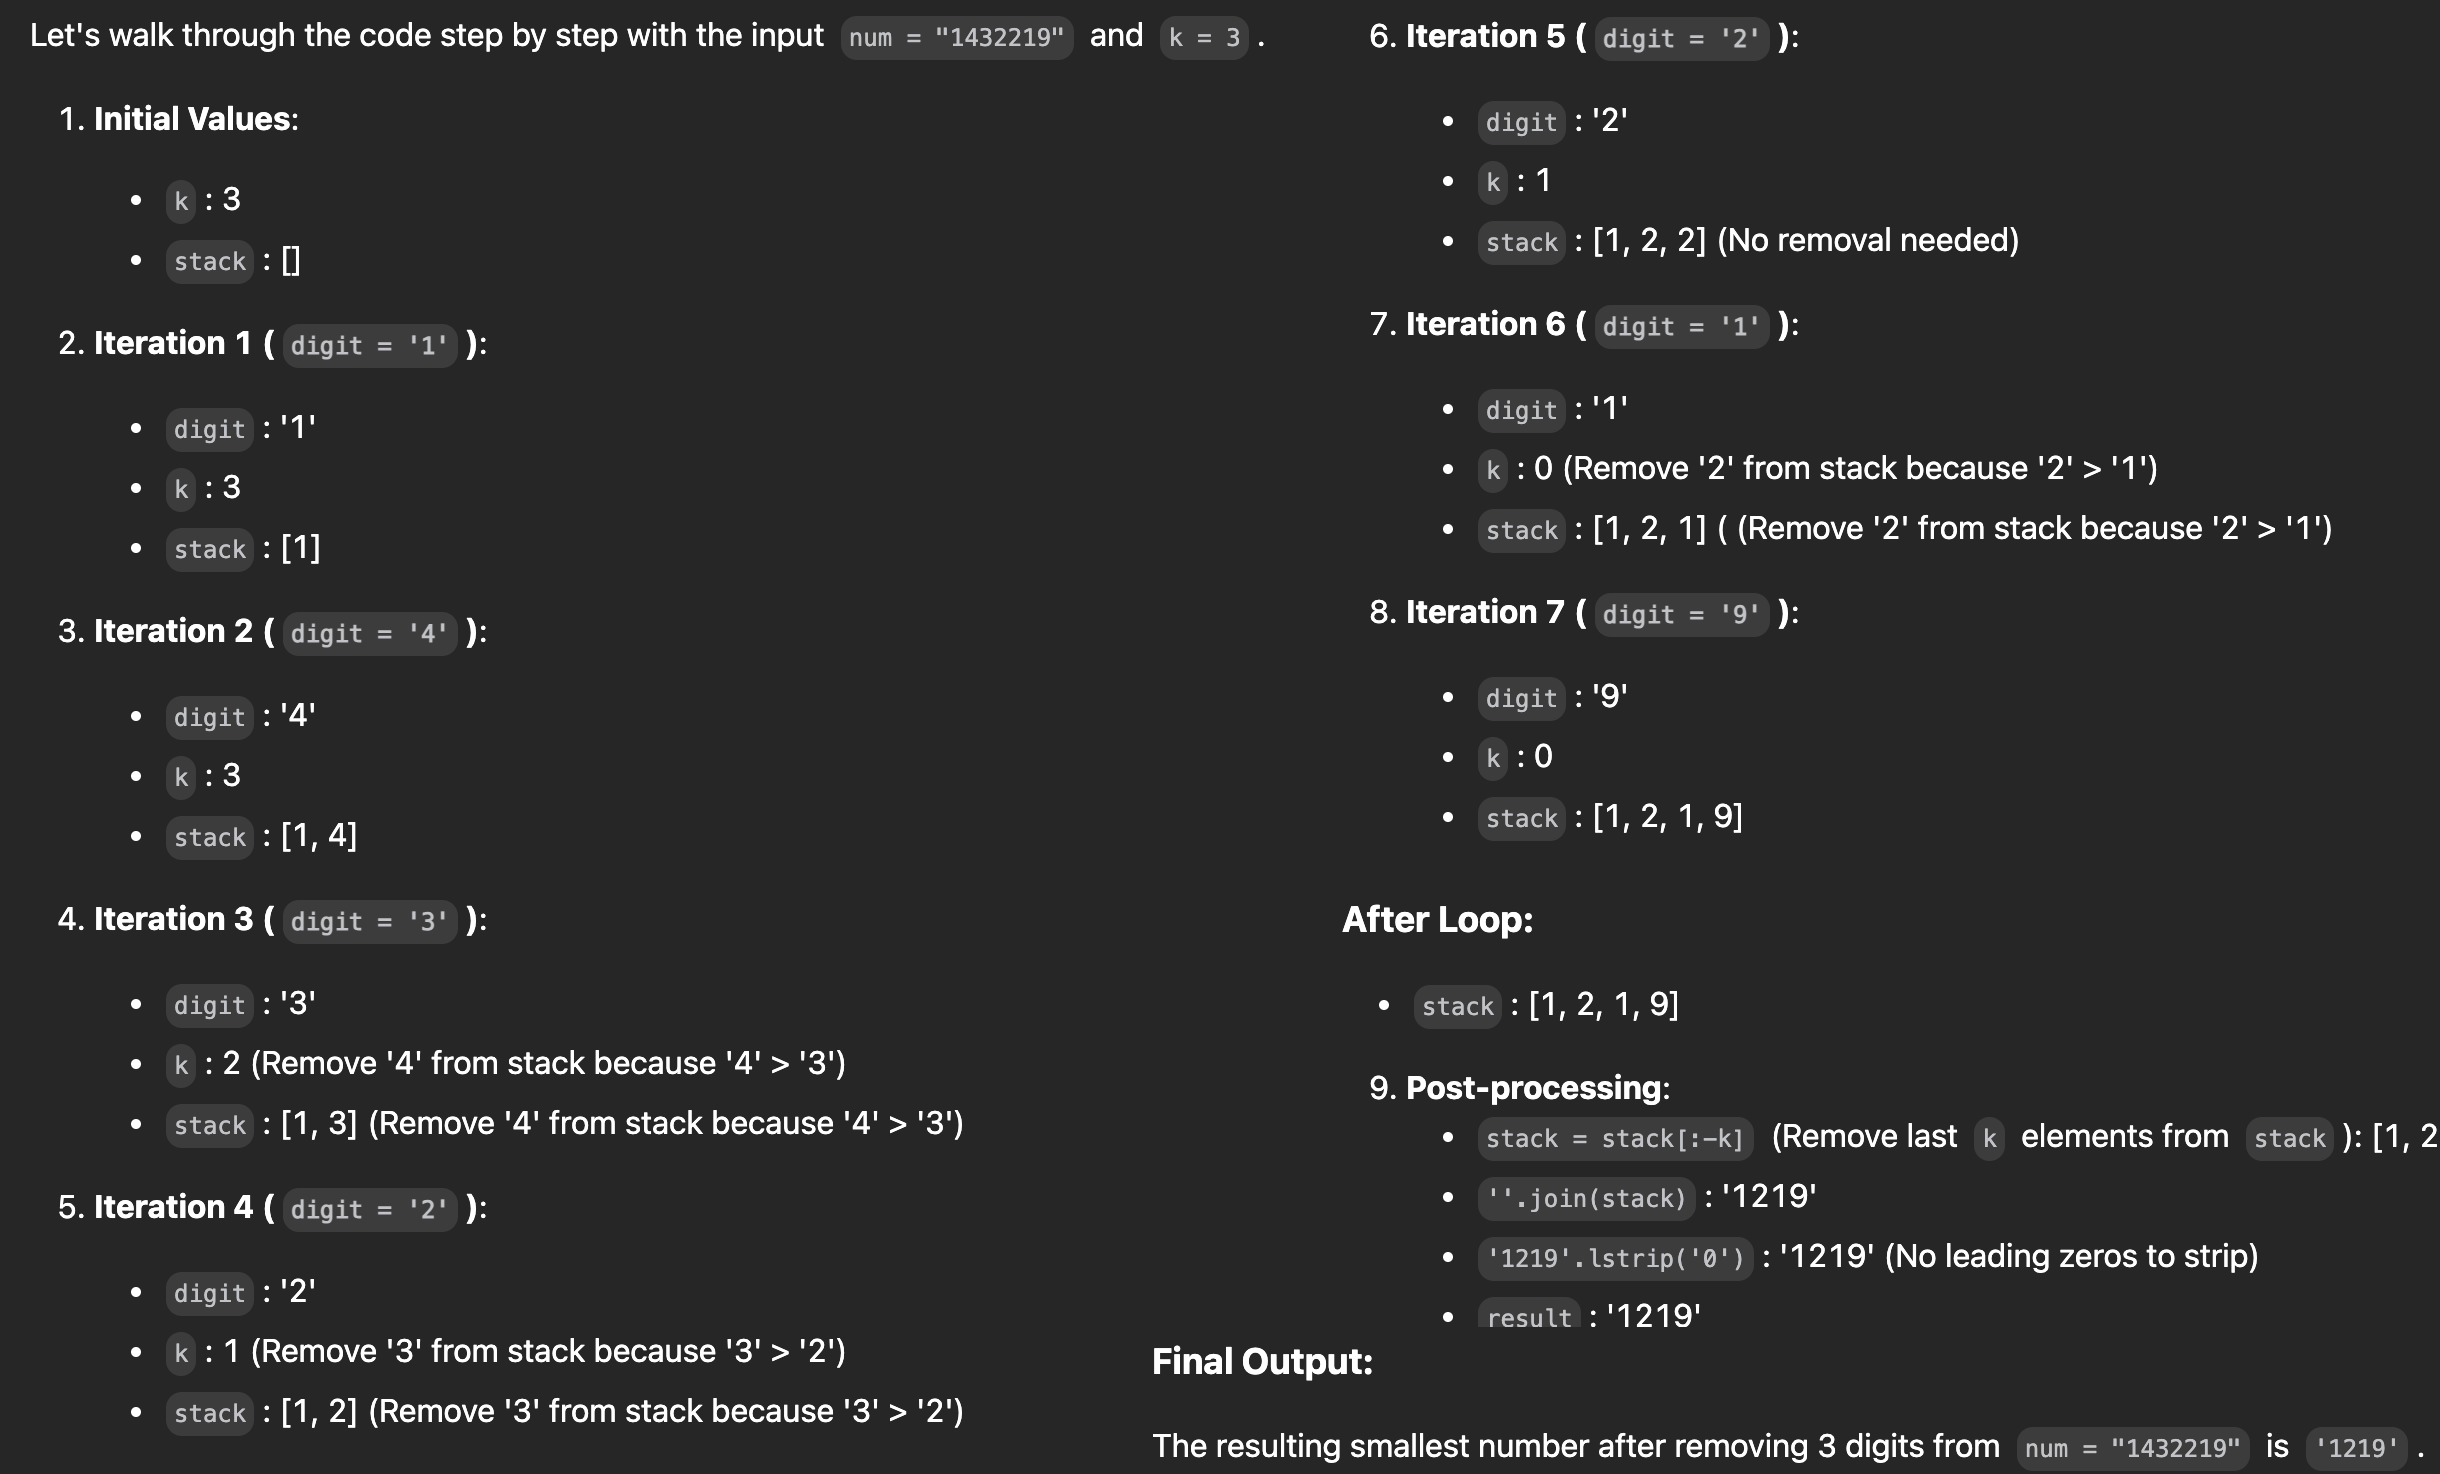 Let's walk through the code step by step with the input num = "1432219" and k = 3 .
1. Initial Values:
• k : 3
• stack : []
2. Iteration 1 ( digit = '1' ):
• digit : '1'
• k : 3
• stack : [1]
3. Iteration 2 ( digit = '4' ):
• digit : '4'
• k : 3
• stack : [1, 4]
4. Iteration 3 ( digit = '3' ):
• digit : '3'
• k : 2 (Remove '4' from stack because '4' > '3')
• stack : [1, 3] (Remove '4' from stack because '4' > '3')
5. Iteration 4 ( digit = '2' ):
• digit : '2'
• k : 1 (Remove '3' from stack because '3' > '2')
• stack : [1, 2] (Remove '3' from stack because '3' > '2')
6. Iteration 5 ( digit = '2' ):
• digit : '2'
• k : 1
• stack : [1, 2, 2] (No removal needed)
7. Iteration 6 ( digit = '1' ):
• digit : '1'
• k : 0 (Remove '2' from stack because '2' > '1')
• stack : [1, 2, 1] ( (Remove '2' from stack because '2' > '1')
8. Iteration 7 ( digit = '9' ):
• digit : '9'
• k : 0
• stack : [1, 2, 1, 9]
After Loop:
• stack : [1, 2, 1, 9]
9. Post-processing:
• stack = stack[:-k] (Remove last k elements from stack ): [1, 2
• ''.join(stack) : '1219'
• '1219'.lstrip('0') : '1219' (No leading zeros to strip)
• result : '1219'
Final Output:
The resulting smallest number after removing 3 digits from num = "1432219" is '1219' .